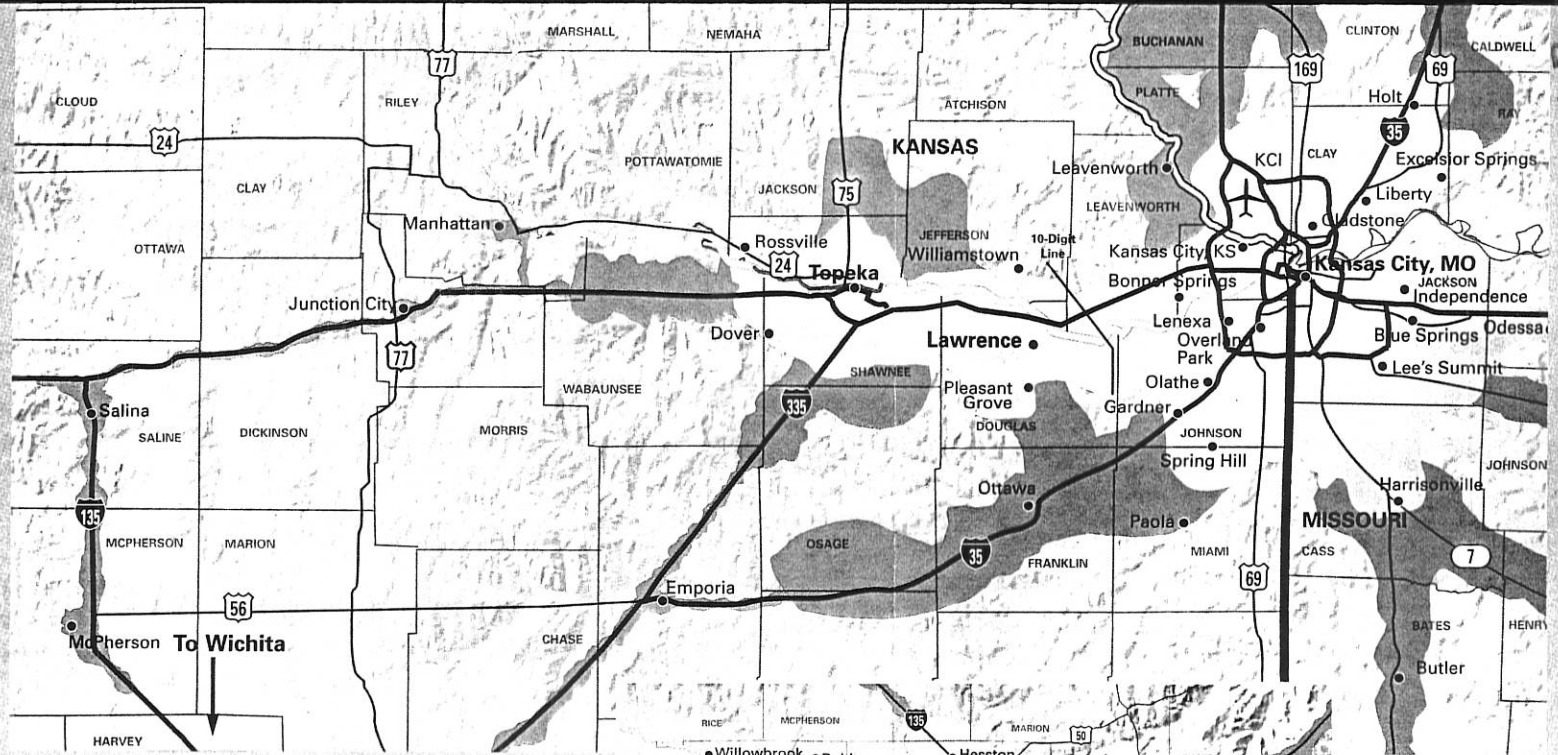 MARSHALL
NEMAHA
BUCHANAN
CLINTON
CALDWELL
77
169
69
CLOUD
RILEY
ATCHISON
PLATTE
Holt
RAY
24
35
KANSAS
KCI
CLAY
Excelsior Springs
POTTAWATOMIE
Leavenworth
CLAY
JACKSON
75
Liberty
LEAVENWORTH
Manhattan
Gladstone
OTTAWA
Rossville
JEFFERSON
10-Digit
Line
Williamstown
Kansas City, KS
24
Topeka
Kansas City, MO
Bonner Springs
JACKSON
Independence
Junction City
Dover
Lawrence
Lenexa
Overland
Park
Blue Springs
Odessa
77
SHAWNEE
Lee's Summit
WABAUNSEE
Pleasant
Grove
Olathe
335
Salina
Gardner
SALINE
DICKINSON
MORRIS
DOUGLAS
JOHNSON
Spring Hill
JOHNSON
Ottawa
Harrisonville
135
Paola
MISSOURI
MCPHERSON
MARION
OSAGE
35
MIAMI
CASS
7
FRANKLIN
69
Emporia
56
BATES
HENRY
McPherson
To Wichita
CHASE
Butler
RICE
MCPHERSON
135
MARION
50
HARVEY
Willowbrook
Hesston